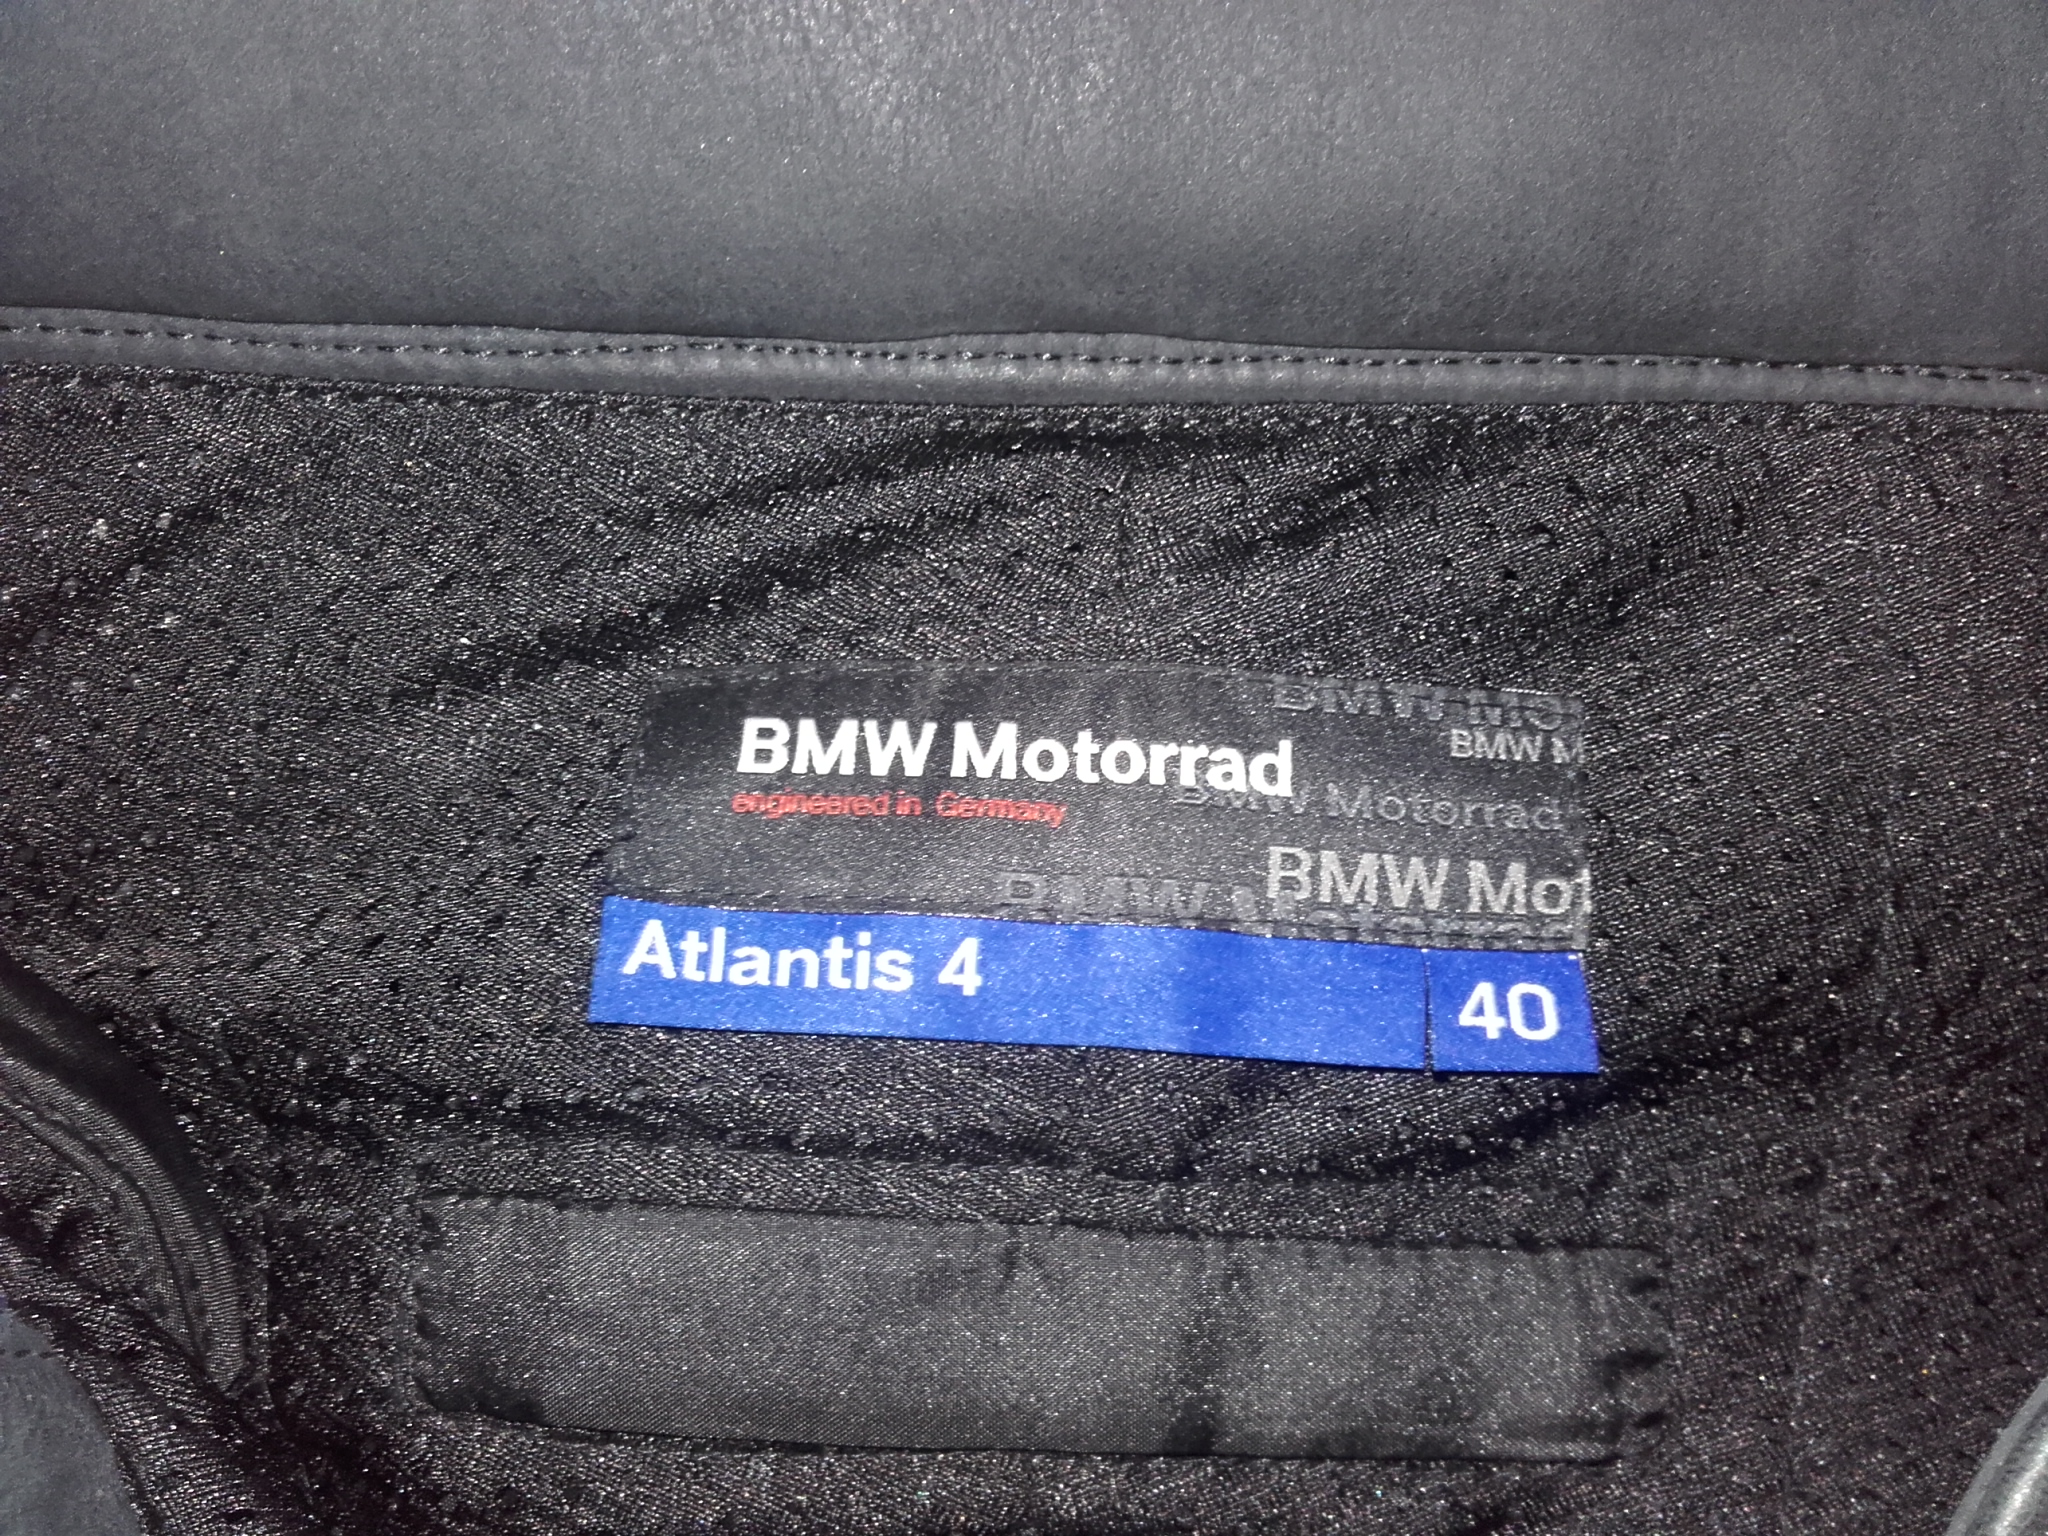 BMW Motorrad
engineered in Germany
BMW M
BMW Motorrad
BMW Mot
Atlantis 4
40